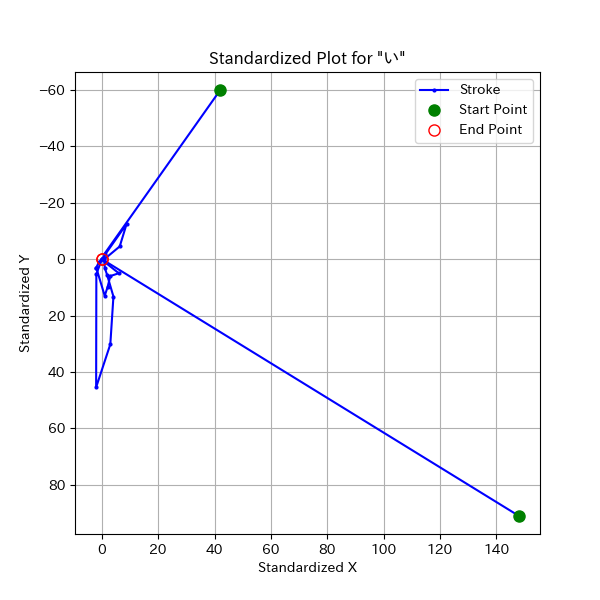 Standardized Plot for "い"
Stroke
Start Point
End Point
−60
−40
−20
0
20
40
60
80
Standardized Y
0 20 40 60 80 100 120 140
Standardized X